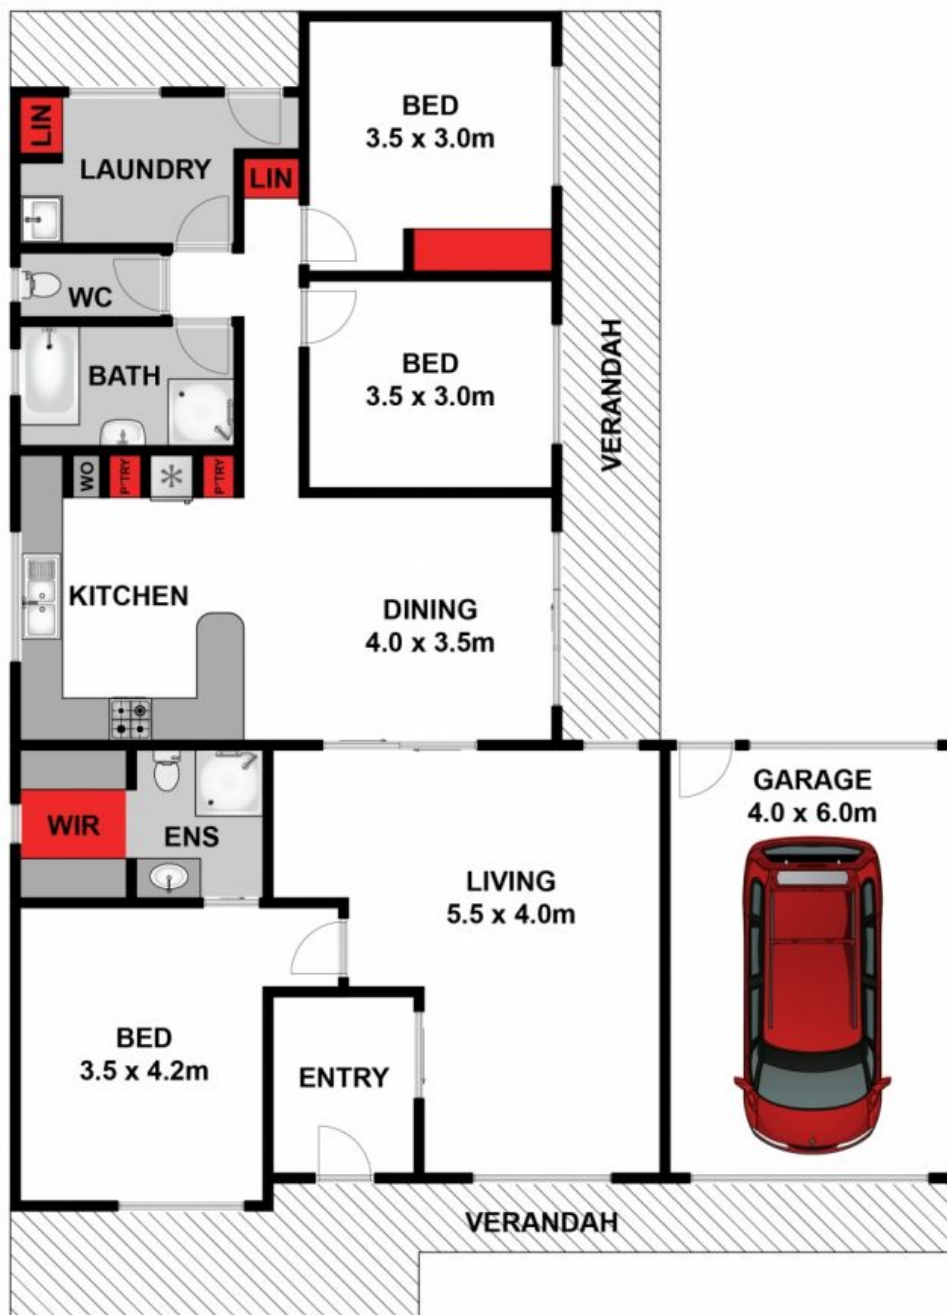 BED
3.5 x 3.0m
LIN
LAUNDRY
LIN
WC
BATH
BED
3.5 x 3.0m
VERANDAH
WO
P'TRY
P'TRY
KITCHEN
DINING
4.0 x 3.5m
GARAGE
4.0 x 6.0m
WIR
ENS
LIVING
5.5 x 4.0m
BED
3.5 x 4.2m
ENTRY
VERANDAH